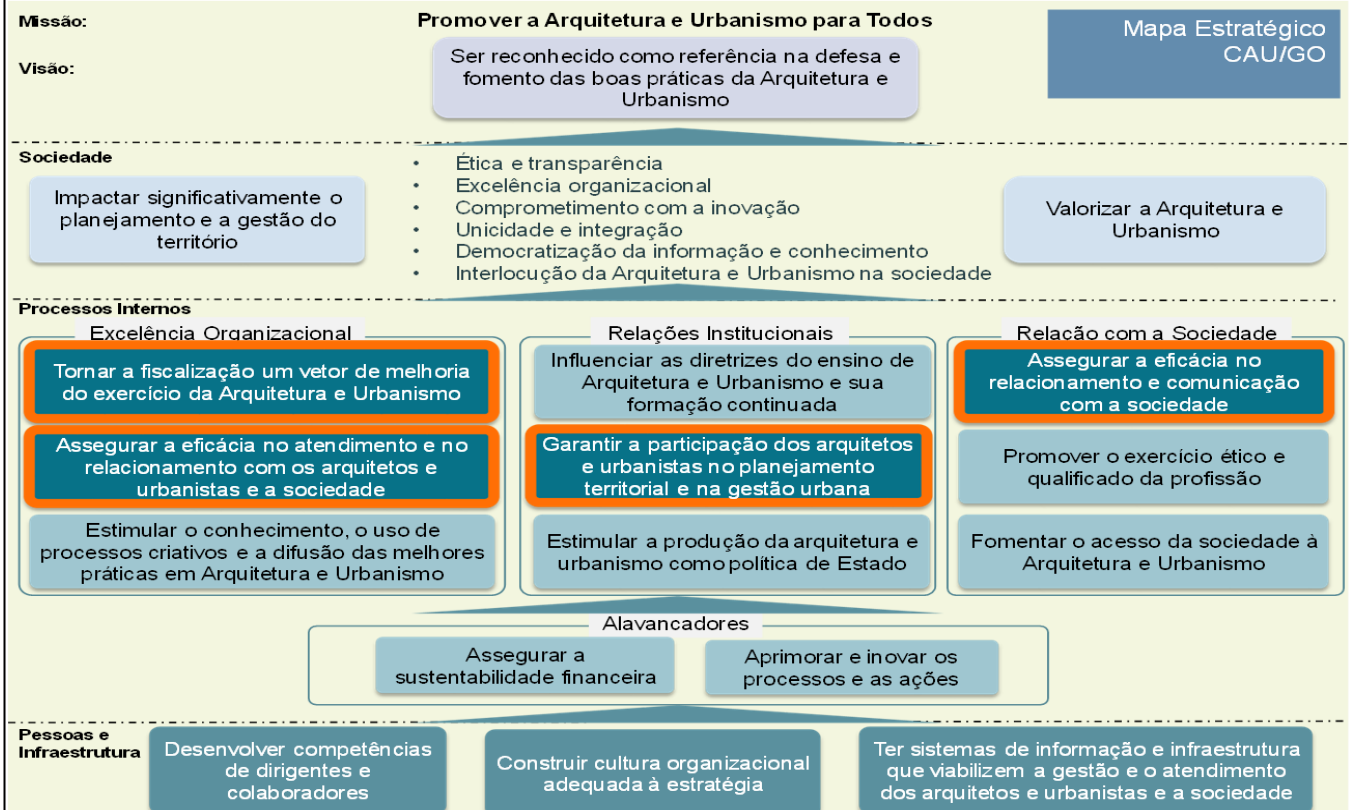 Missão:
Promover a Arquitetura e Urbanismo para Todos
Mapa Estratégico
CAU/GO
Visão:
Ser reconhecido como referência na defesa e
fomento das boas práticas da Arquitetura e
Urbanismo
Sociedade
Impactar significativamente o
planejamento e a gestão do
território
• Ética e transparência
• Excelência organizacional
• Comprometimento com a inovação
• Unicidade e integração
• Democratização da informação e conhecimento
• Interlocução da Arquitetura e Urbanismo na sociedade
Valorizar a Arquitetura e
Urbanismo
Processos Internos
Excelência Organizacional
Tornar a fiscalização um vetor de melhoria
do exercício da Arquitetura e Urbanismo
Assegurar a eficácia no atendimento e no
relacionamento com os arquitetos e
urbanistas e a sociedade
Estimular o conhecimento, o uso de
processos criativos e a difusão das melhores
práticas em Arquitetura e Urbanismo
Relações Institucionais
Influenciar as diretrizes do ensino de
Arquitetura e Urbanismo e sua
formação continuada
Garantir a participação dos arquitetos
e urbanistas no planejamento
territorial e na gestão urbana
Estimular a produção da arquitetura e
urbanismo como política de Estado
Relação com a Sociedade
Assegurar a eficácia no
relacionamento e comunicação
com a sociedade
Promover o exercício ético e
qualificado da profissão
Fomentar o acesso da sociedade à
Arquitetura e Urbanismo
Alavancadores
Assegurar a
sustentabilidade financeira
Aprimorar e inovar os
processos e as ações
Pessoas e
Infraestrutura
Desenvolver competências
de dirigentes e
colaboradores
Construir cultura organizacional
adequada à estratégia
Ter sistemas de informação e infraestrutura
que viabilizem a gestão e o atendimento
dos arquitetos e urbanistas e a sociedade